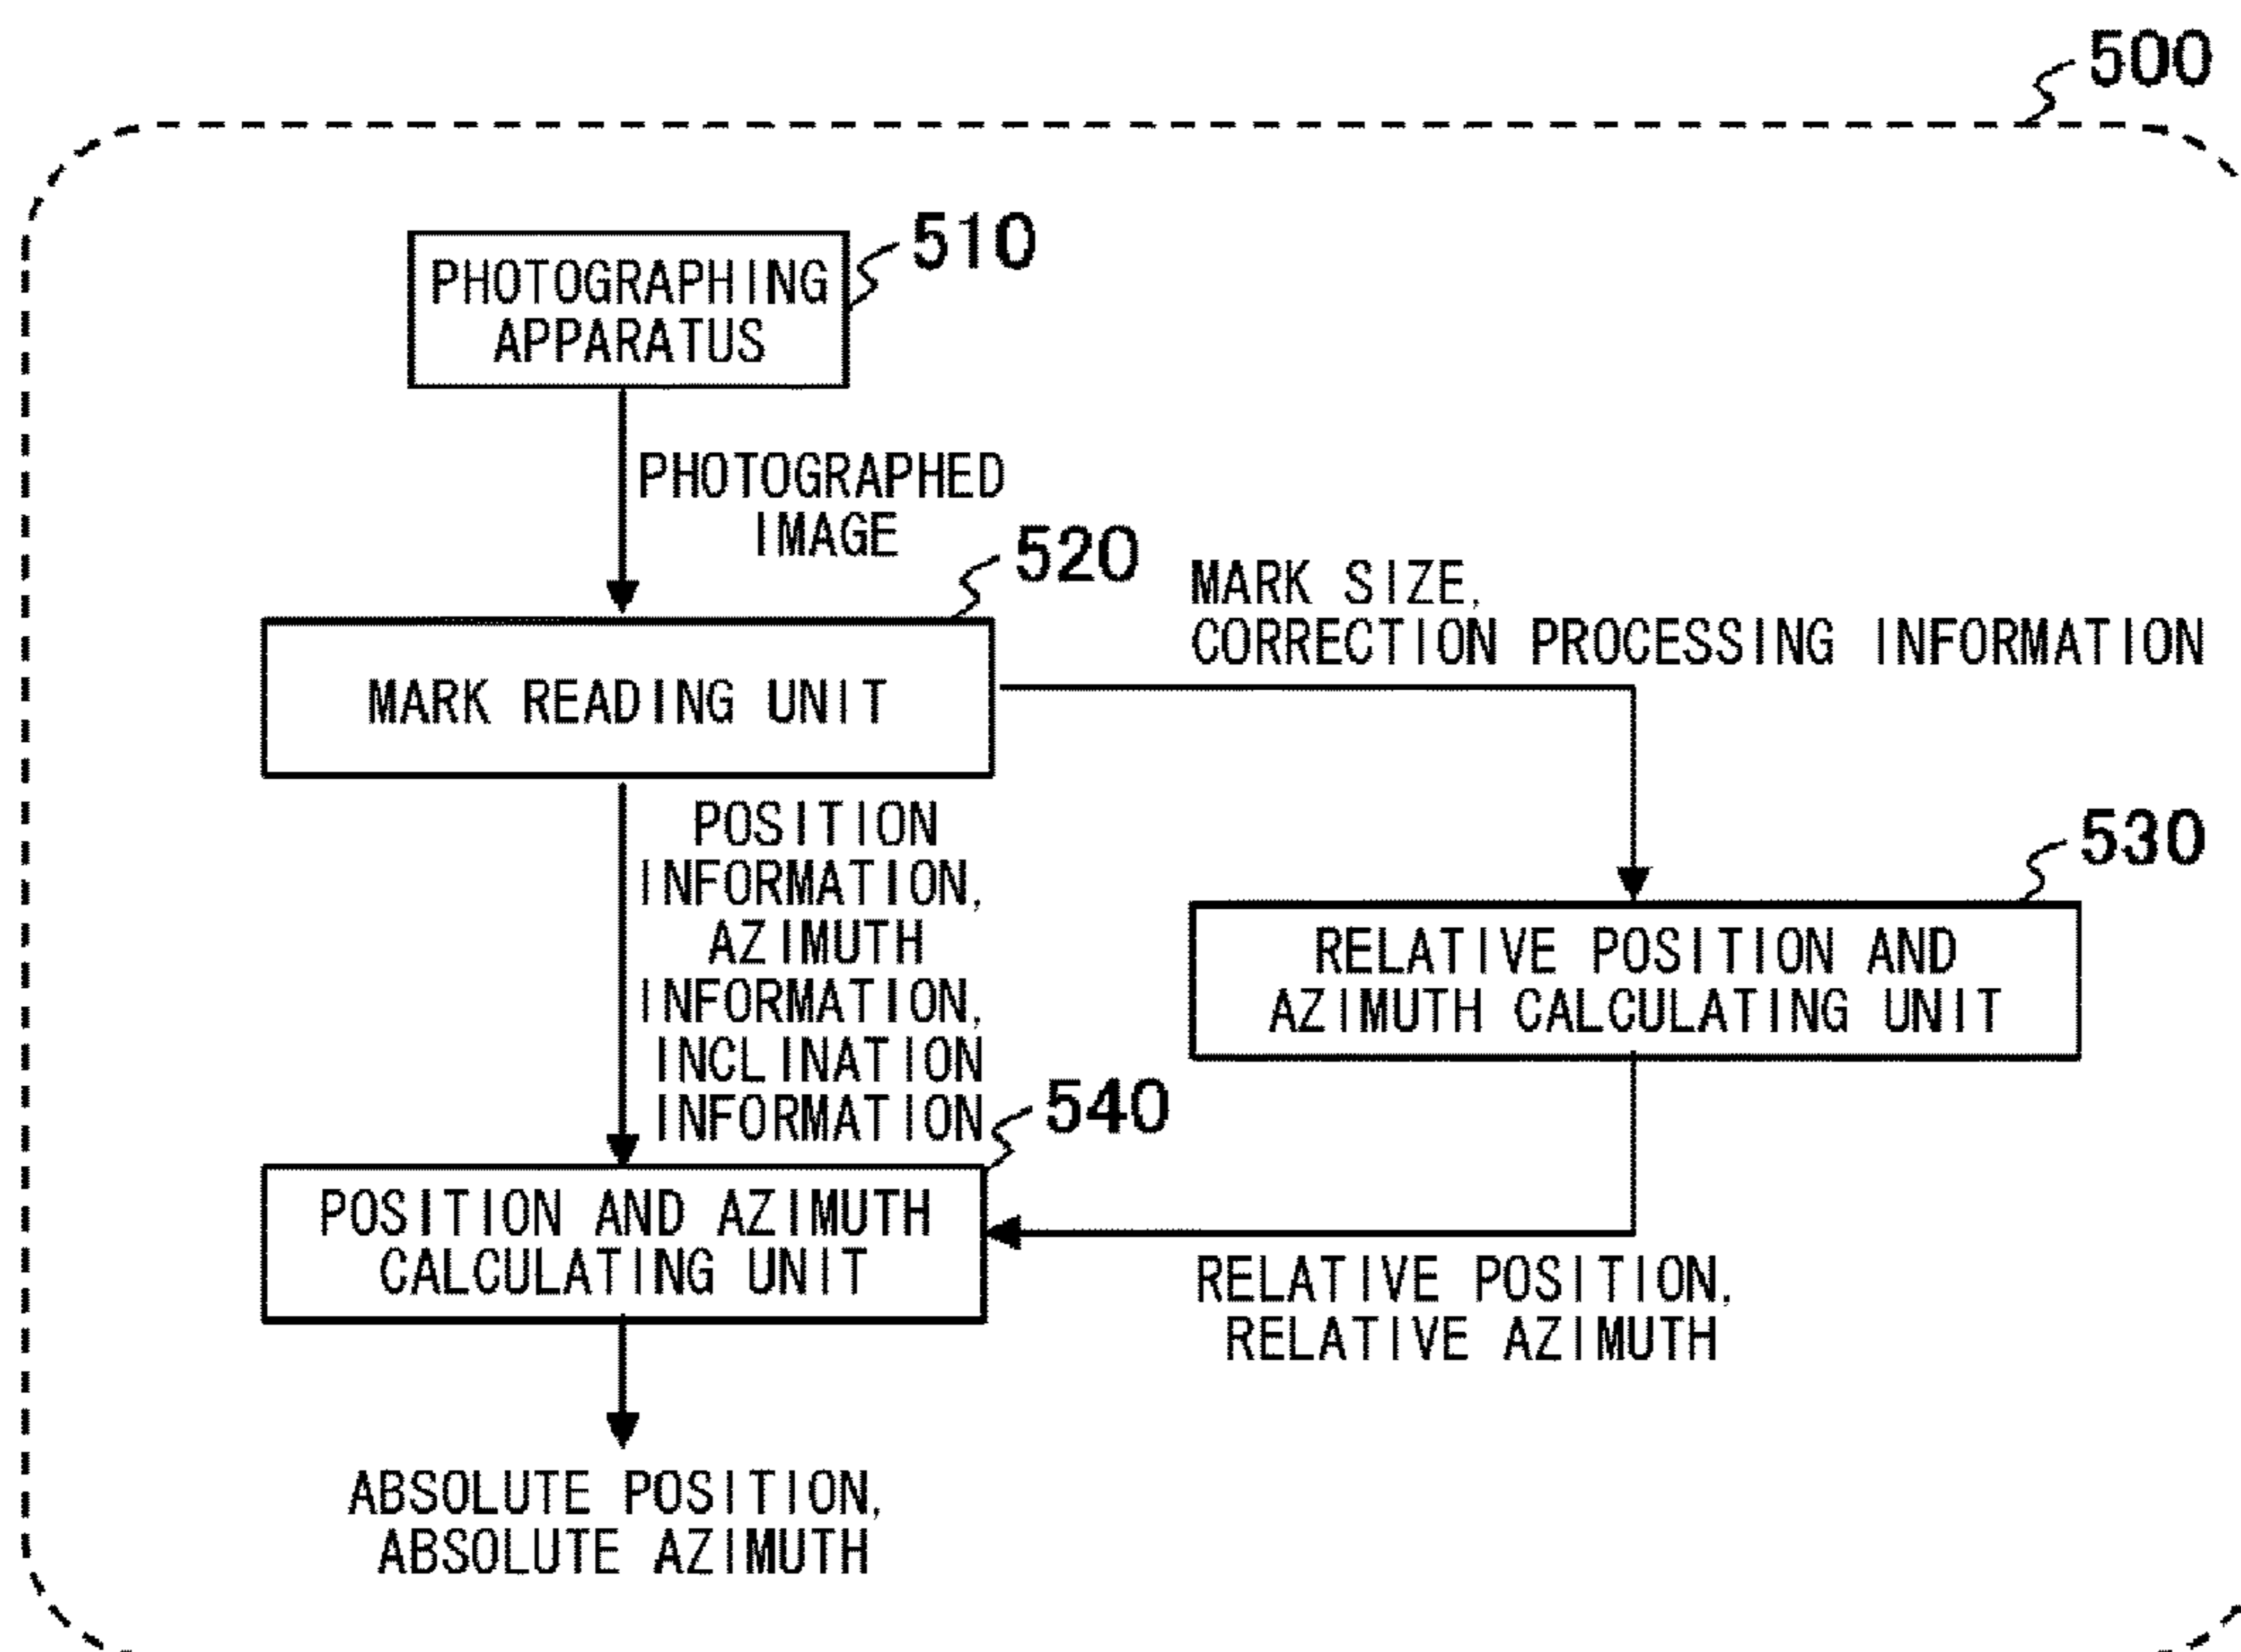 500
510
PHOTOGRAPHING
APPARATUS
PHOTOGRAPHED
IMAGE
520
MARK SIZE,
CORRECTION PROCESSING INFORMATION
MARK READING UNIT
POSITION
INFORMATION,
AZIMUTH
INFORMATION,
INCLINATION
INFORMATION
530
RELATIVE POSITION AND
AZIMUTH CALCULATING UNIT
540
POSITION AND AZIMUTH
CALCULATING UNIT
RELATIVE POSITION,
RELATIVE AZIMUTH
ABSOLUTE POSITION,
ABSOLUTE AZIMUTH